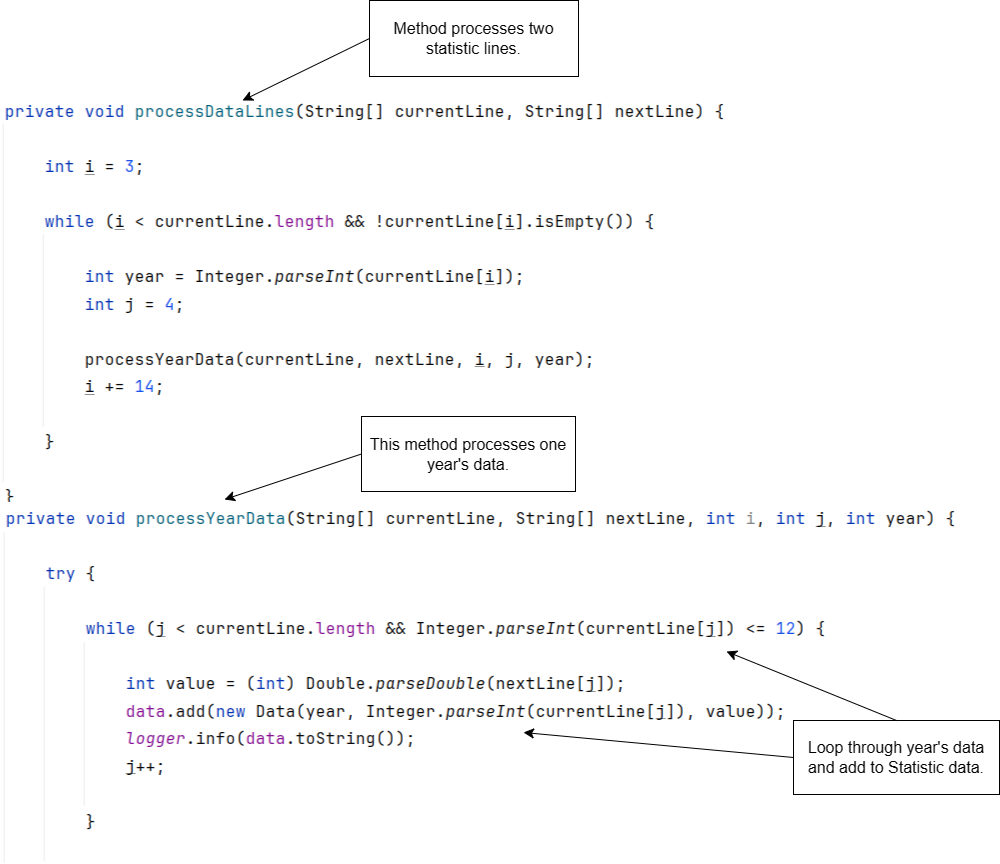 Method processes two
statistic lines.
private void processDataLines(String[] currentLine, String[] nextLine) {
int i = 3;
while (i < currentLine.length && !currentLine[i].isEmpty()) {
int year = Integer.parseInt(currentLine[i]);
int j = 4;
processYearData(currentLine, nextLine, i, j, year);
i += 14;
}
This method processes one
year's data.
}
private void processYearData(String[] currentLine, String[] nextLine, int i, int j, int year) {
try {
while (j < currentLine.length && Integer.parseInt(currentLine[j]) <= 12) {
int value = (int) Double.parseDouble(nextLine[j]);
data.add(new Data(year, Integer.parseInt(currentLine[j]), value));
logger.info(data.toString());
j++;
Loop through year's data
and add to Statistic data.
}